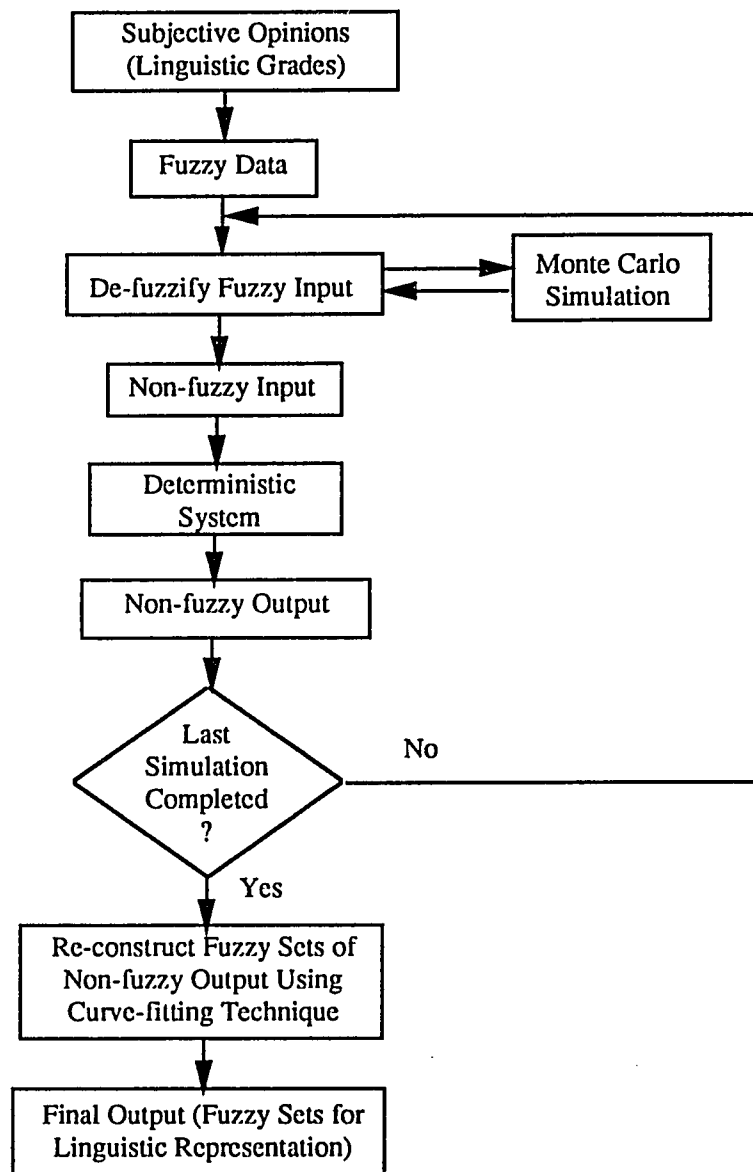 Subjective Opinions
(Linguistic Grades)
Fuzzy Data
De-fuzzify Fuzzy Input
Monte Carlo
Simulation
Non-fuzzy Input
Deterministic
System
Non-fuzzy Output
Last
Simulation
Completed
?
No
Yes
Re-construct Fuzzy Sets of
Non-fuzzy Output Using
Curve-fitting Technique
Final Output (Fuzzy Sets for
Linguistic Representation)